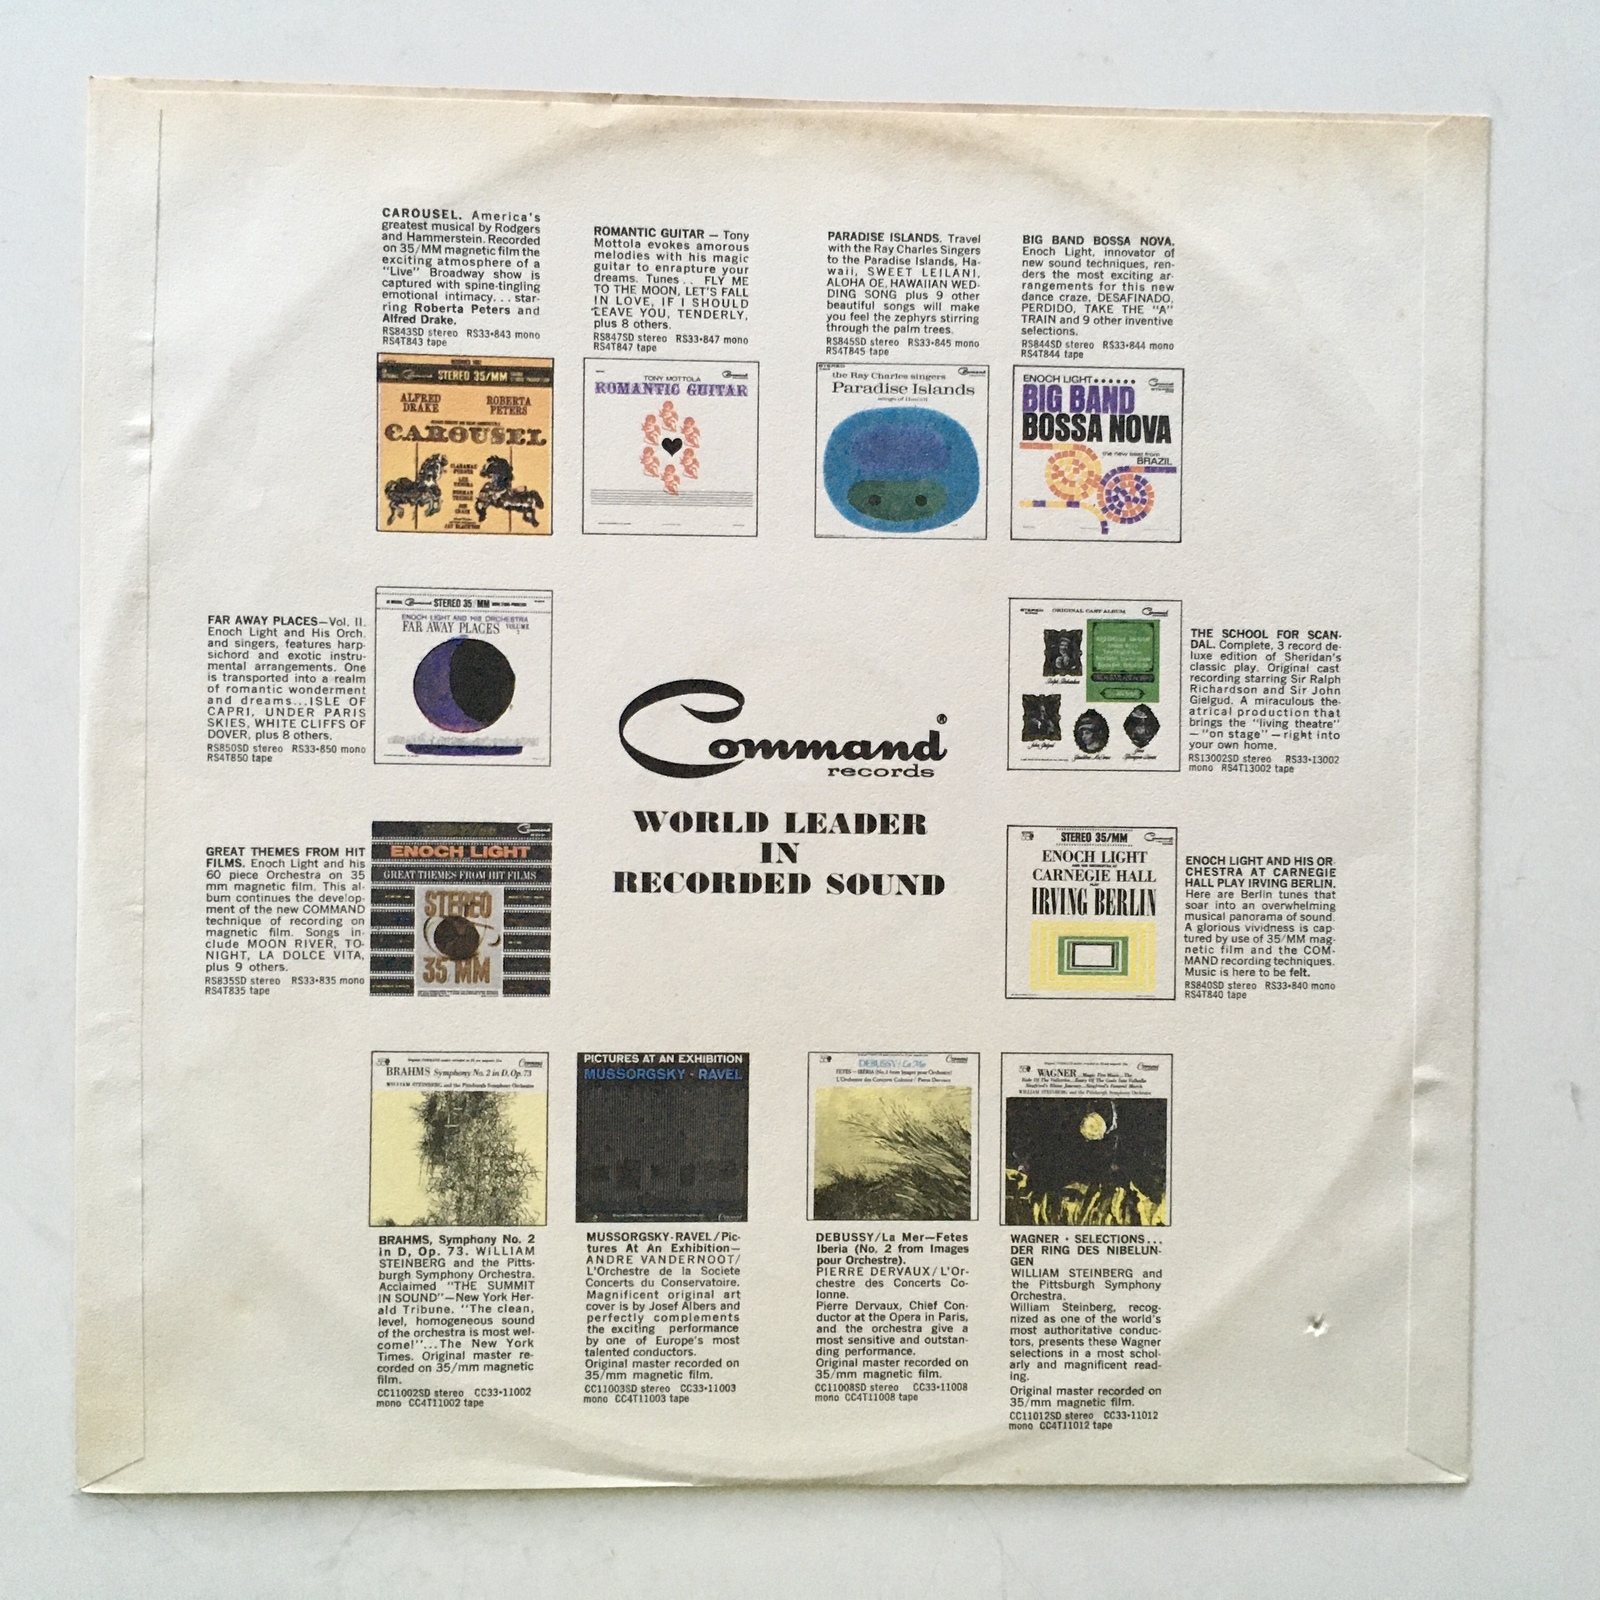 CAROUSEL. America's
greatest musical by Rodgers
and Hammerstein. Recorded
on 35/MM magnetic film the
exciting atmosphere of a
"Live" Broadway show is
captured with spine-tingling
emotional intimacy... star-
ring Roberta Peters and
Alfred Drake.
RS843SD stereo RS33•843 mono
RS4T843 tape
ROMANTIC GUITAR — Tony
Mottola evokes amorous
melodies with his magic
guitar to enrapture your
dreams. Tunes .. FLY ME
TO THE MOON, LET'S FALL
IN LOVE, IF I SHOULD
LEAVE YOU, TENDERLY,
plus 8 others.
RS847SD stereo RS33•847 mono
RS4T847 tape
PARADISE ISLANDS. Travel
with the Ray Charles Singers
to the Paradise Islands, Ha-
waii, SWEET LEILANI,
ALOHA OE, HAWAIIAN WED-
DING SONG plus 9 other
beautiful songs will make
you feel the zephyrs stirring
through the palm trees.
RS845SD stereo RS33•845 mono
RS4T845 tape
BIG BAND BOSSA NOVA.
Enoch Light, innovator of
new sound techniques, ren-
ders the most exciting ar-
rangements for this new
dance craze, DESAFINADO,
PERDIDO, TAKE THE "A"
TRAIN and 9 other inventive
selections.
RS844SD stereo RS33•844 mono
RS4T844 tape
STEREO 35/MM
ALFRED DRAKE
ROBERTA PETERS
CAROUSEL
TONY MOTTOLA
ROMANTIC GUITAR
the Ray Charles singers
Paradise Islands
songs of Hawaii
ENOCH LIGHT
BIG BAND
BOSSA NOVA
the new beat from
BRAZIL
FAR AWAY PLACES—Vol. II.
Enoch Light and His Orch.
and singers, features harp-
sichord and exotic instru-
mental arrangements. One
is transported into a realm
of romantic wonderment
and dreams...ISLE OF
CAPRI, UNDER PARIS
SKIES, WHITE CLIFFS OF
DOVER, plus 8 others.
RS850SD stereo RS33•850 mono
RS4T850 tape
STEREO 35/MM
ENOCH LIGHT AND HIS ORCHESTRA
FAR AWAY PLACES VOLUME
Command®
records
WORLD LEADER
IN
RECORDED SOUND
ORIGINAL CAST ALBUM
THE SCHOOL FOR SCAN-
DAL. Complete, 3 record de-
luxe edition of Sheridan's
classic play. Original cast
recording starring Sir Ralph
Richardson and Sir John
Gielgud. A miraculous the-
atrical production that
brings the "living theatre"
—"on stage"—right into
your own home.
RS13002SD stereo RS33•13002
mono RS4T13002 tape
GREAT THEMES FROM HIT
FILMS. Enoch Light and his
60 piece Orchestra on 35
mm magnetic film. This al-
bum continues the develop-
ment of the new COMMAND
technique of recording on
magnetic film. Songs in-
clude MOON RIVER, TO-
NIGHT, LA DOLCE VITA,
plus 9 others.
RS835SD stereo RS33•835 mono
RS4T835 tape
ENOCH LIGHT
GREAT THEMES FROM HIT FILMS
STEREO
35 MM
STEREO 35/MM
ENOCH LIGHT
CARNEGIE HALL
IRVING BERLIN
ENOCH LIGHT AND HIS OR-
CHESTRA AT CARNEGIE
HALL PLAY IRVING BERLIN.
Here are Berlin tunes that
soar into an overwhelming
musical panorama of sound.
A glorious vividness is cap-
tured by use of 35/MM mag-
netic film and the COM-
MAND recording techniques.
Music is here to be felt.
RS840SD stereo RS33•840 mono
RS4T840 tape
BRAHMS Symphony No. 2 in D, Op. 73
WILLIAM STEINBERG and the Pittsburgh Symphony Orchestra
PICTURES AT AN EXHIBITION
MUSSORGSKY • RAVEL
DEBUSSY / La Mer
WAGNER
WILLIAM STEINBERG and the Pittsburgh Symphony Orchestra
BRAHMS, Symphony No. 2
in D, Op. 73. WILLIAM
STEINBERG and the Pitts-
burgh Symphony Orchestra.
Acclaimed "THE SUMMIT
IN SOUND"—New York Her-
ald Tribune. "The clean,
level, homogeneous sound
of the orchestra is most wel-
come!"...The New York
Times. Original master re-
corded on 35/mm magnetic
film.
CC11002SD stereo CC33•11002
mono CC4T11002 tape
MUSSORGSKY-RAVEL/Pic-
tures At An Exhibition—
ANDRE VANDERNOOT/
L'Orchestre de la Societe
Concerts du Conservatoire.
Magnificent original art
cover is by Josef Albers and
perfectly complements
the exciting performance
by one of Europe's most
talented conductors.
Original master recorded on
35/mm magnetic film.
CC11003SD stereo CC33•11003
mono CC4T11003 tape
DEBUSSY/La Mer—Fetes
Iberia (No. 2 from Images
pour Orchestre).
PIERRE DERVAUX/L'Or-
chestre des Concerts Co-
lonne.
Pierre Dervaux, Chief Con-
ductor at the Opera in Paris,
and the orchestra give a
most sensitive and outstan-
ding performance.
Original master recorded on
35/mm magnetic film.
CC11008SD stereo CC33•11008
mono CC4T11008 tape
WAGNER • SELECTIONS...
DER RING DES NIBELUN-
GEN
WILLIAM STEINBERG and
the Pittsburgh Symphony
Orchestra.
William Steinberg, recog-
nized as one of the world's
most authoritative conduc-
tors, presents these Wagner
selections in a most schol-
arly and magnificent read-
ing.
Original master recorded on
35/mm magnetic film.
CC11012SD stereo CC33•11012
mono CC4T11012 tape